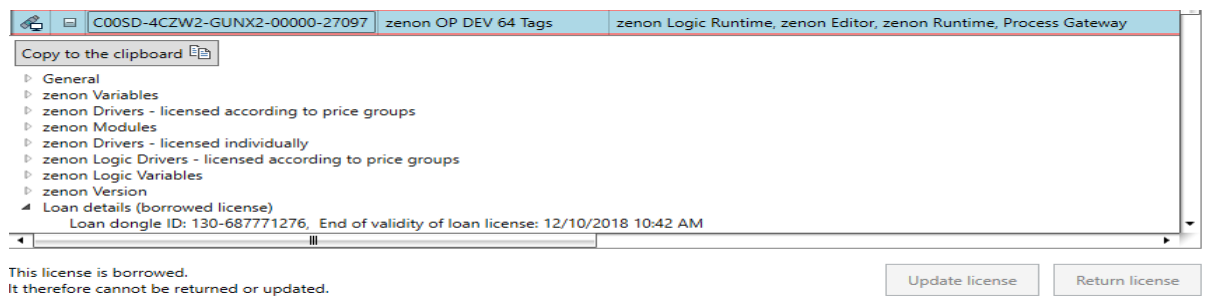 C00SD-4CZW2-GUNX2-00000-27097 zenon OP DEV 64 Tags zenon Logic Runtime, zenon Editor, zenon Runtime, Process Gateway
Copy to the clipboard
General
zenon Variables
zenon Drivers - licensed according to price groups
zenon Modules
zenon Drivers - licensed individually
zenon Logic Drivers - licensed according to price groups
zenon Logic Variables
zenon Version
Loan details (borrowed license)
Loan dongle ID: 130-687771276, End of validity of loan license: 12/10/2018 10:42 AM
This license is borrowed.
It therefore cannot be returned or updated.
Update license Return license